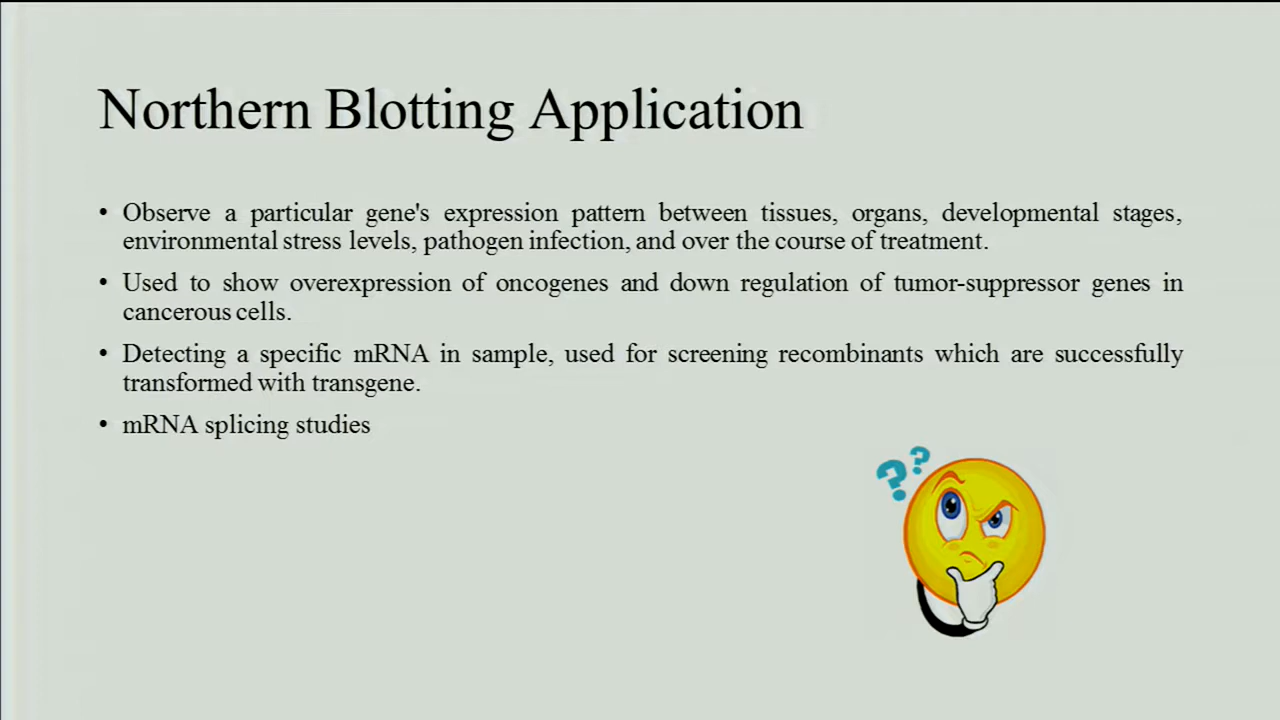 Northern Blotting Application
• Observe a particular gene's expression pattern between tissues, organs, developmental stages,
environmental stress levels, pathogen infection, and over the course of treatment.
• Used to show overexpression of oncogenes and down regulation of tumor-suppressor genes in
cancerous cells.
• Detecting a specific mRNA in sample, used for screening recombinants which are successfully
transformed with transgene.
• mRNA splicing studies
? ?